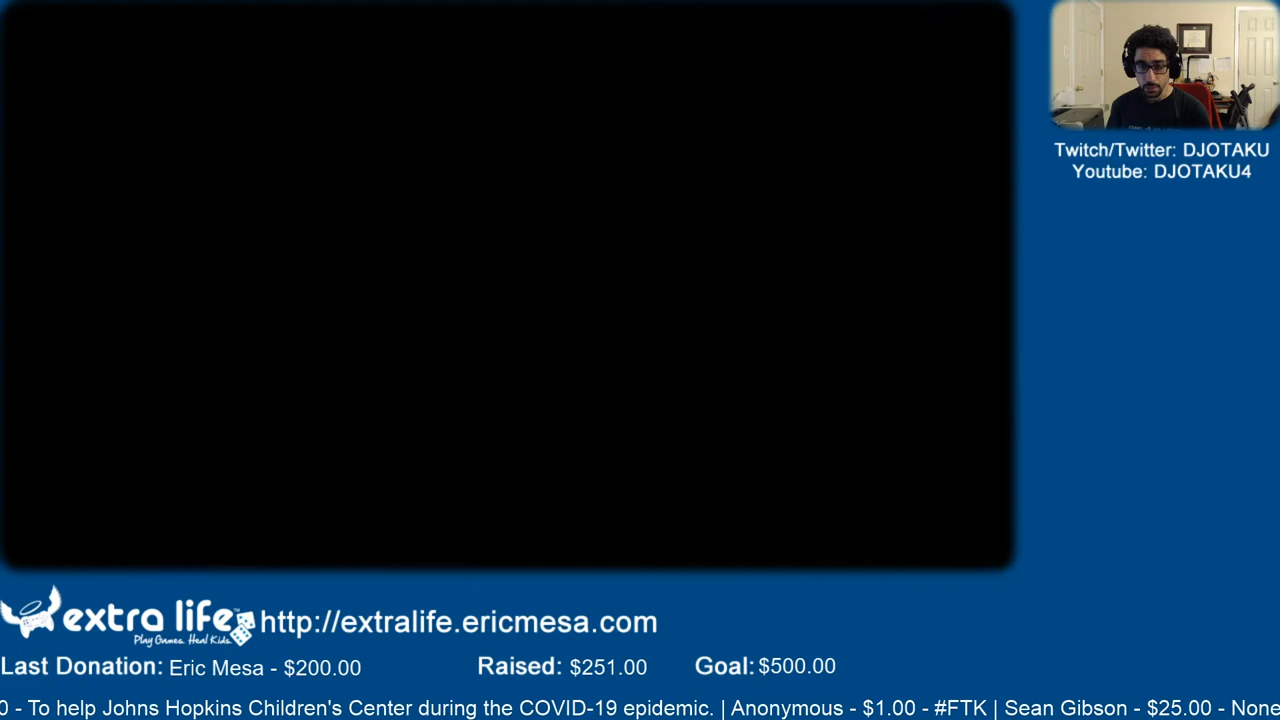 Twitch/Twitter: DJOTAKU
Youtube: DJOTAKU4
extra life
Play Games. Heal Kids.
http://extralife.ericmesa.com
Last Donation: Eric Mesa - $200.00
Raised: $251.00
Goal: $500.00
0 - To help Johns Hopkins Children's Center during the COVID-19 epidemic. | Anonymous - $1.00 - #FTK | Sean Gibson - $25.00 - None